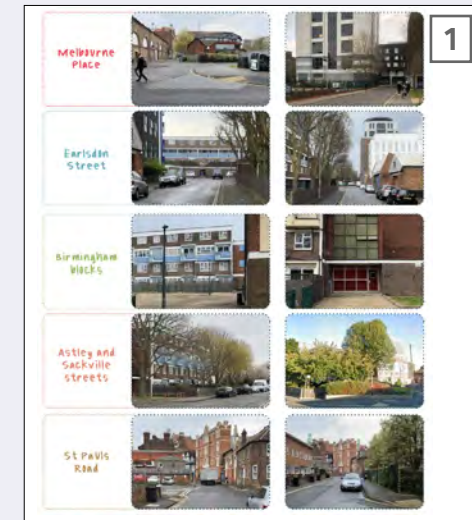 1
Melbourne
Place
Earlsdon
Street
Birmingham
blocks
Astley and
Sackville
streets
St Pauls
Road